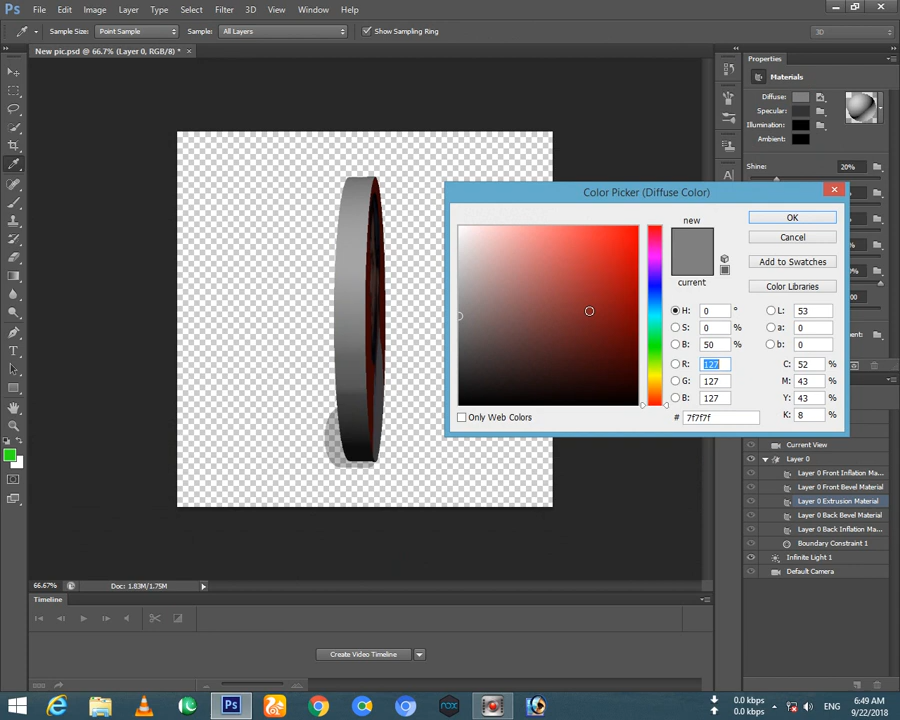 Ps File Edit Image Layer Type Select Filter 3D View Window Help
Sample Size: Point Sample Sample: All Layers Show Sampling Ring 3D
New pic.psd @ 66.7% (Layer 0, RGB/8) * ×
Properties
Materials
Diffuse:
Specular:
Illumination:
Ambient:
Shine: 20%
Color Picker (Diffuse Color)
new
current
OK
Cancel
Add to Swatches
Color Libraries
H: 0 °
S: 0 %
B: 50 %
R: 127
G: 127
B: 127
# 7f7f7f
L: 53
a: 0
b: 0
C: 52 %
M: 43 %
Y: 43 %
K: 8 %
Only Web Colors
Current View
Layer 0
Layer 0 Front Inflation Ma...
Layer 0 Front Bevel Material
Layer 0 Extrusion Material
Layer 0 Back Bevel Material
Layer 0 Back Inflation Ma...
Boundary Constraint 1
Infinite Light 1
Default Camera
66.67% Doc: 1.83M/1.75M
Timeline
Create Video Timeline
Ps nox
0.0 kbps
0.0 kbps
ENG
6:49 AM
9/22/2018